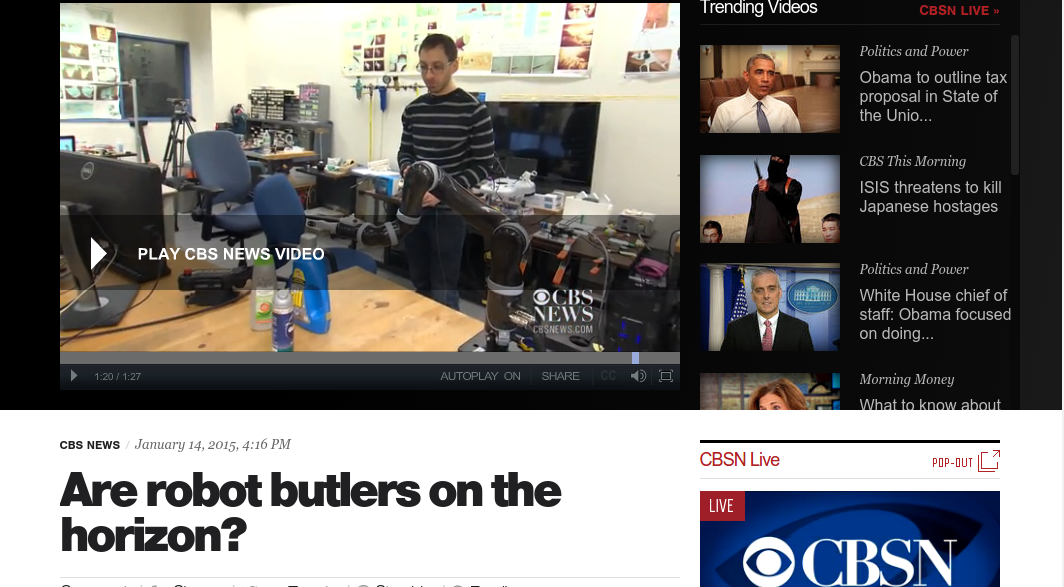 Trending Videos
CBSN LIVE »
Politics and Power
Obama to outline tax
proposal in State of
the Unio...
CBS This Morning
ISIS threatens to kill
Japanese hostages
Politics and Power
White House chief of
staff: Obama focused
on doing...
Morning Money
What to know about
PLAY CBS NEWS VIDEO
CBS
NEWS
CBSNEWS.COM
1:20 / 1:27
AUTOPLAY ON
SHARE
CC
CBS NEWS / January 14, 2015, 4:16 PM
Are robot butlers on the
horizon?
CBSN Live
POP-OUT
LIVE
CBSN